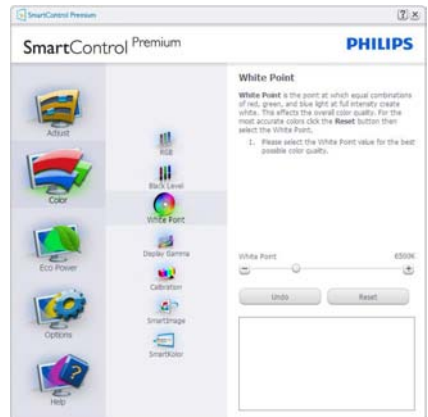 SmartControl Premium
SmartControl Premium
PHILIPS
Adjust
Color
Eco Power
Options
Help
RGB
Black Level
White Point
Display Gamma
Calibration
SmartImage
SmartKolor
White Point
White Point is the point at which equal combinations
of red, green, and blue light at full intensity create
white. This effects the overall color quality. For the
most accurate colors click the Reset button then
select the White Point.
1. Please select the White Point value for the best
possible color quality.
White Point 6500K
Undo Reset